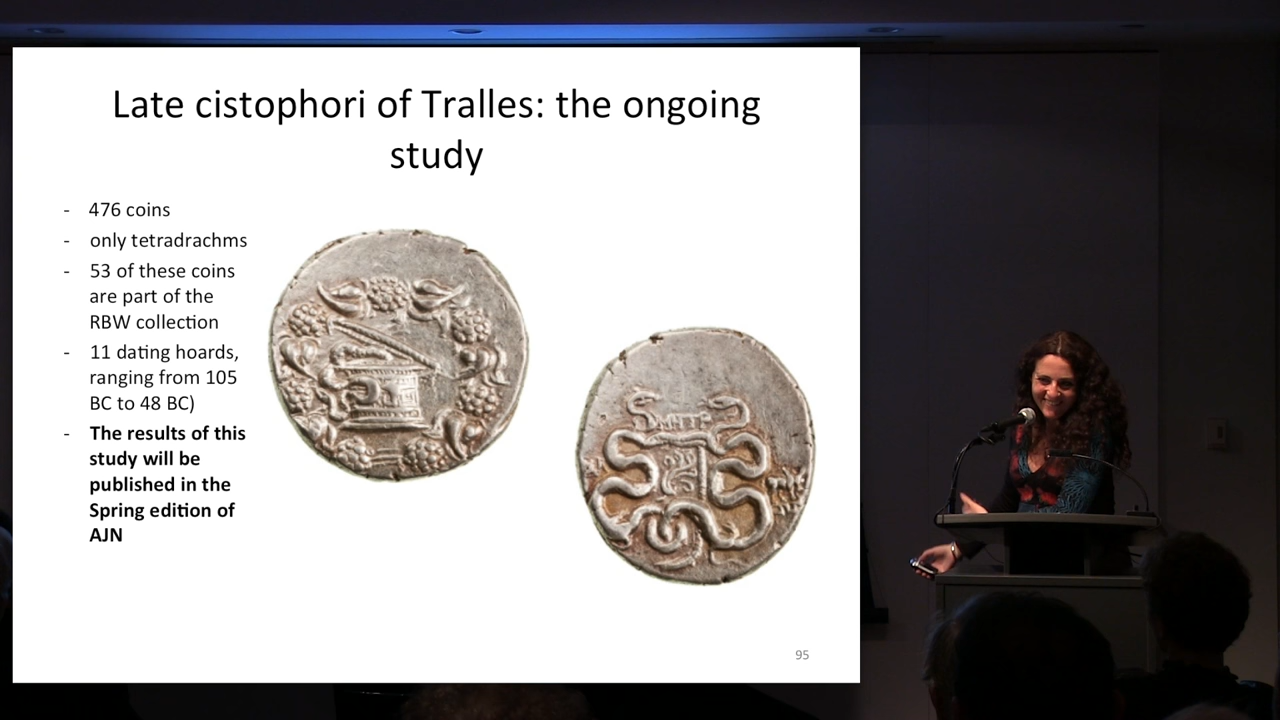 Late cistophori of Tralles: the ongoing
study
- 476 coins
- only tetradrachms
- 53 of these coins
are part of the
RBW collection
- 11 dating hoards,
ranging from 105
BC to 48 BC)
- The results of this
study will be
published in the
Spring edition of
AJN
95